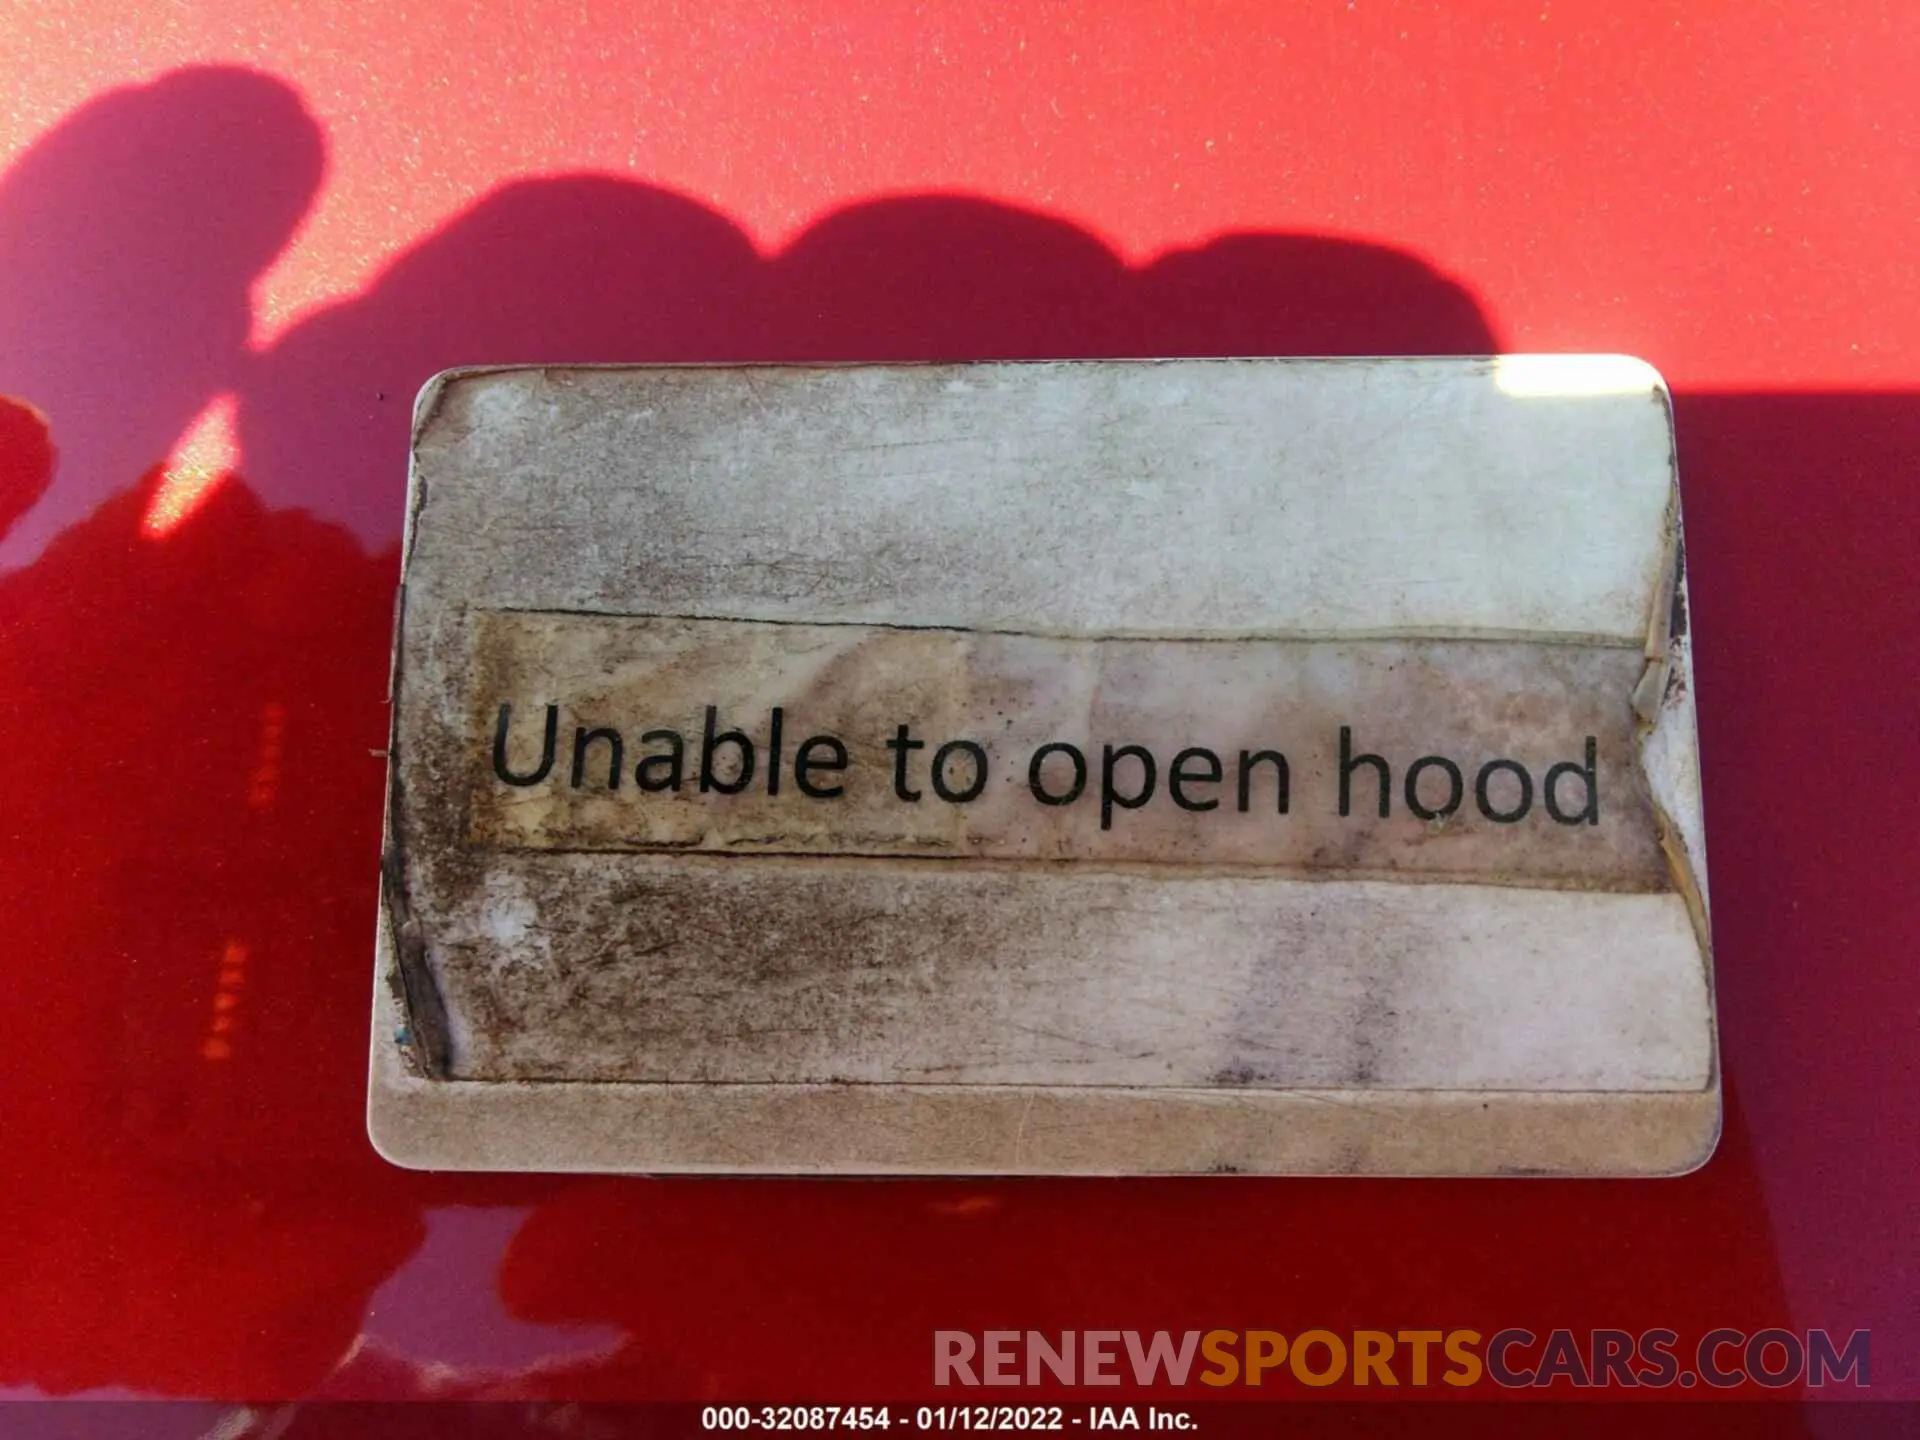 Unable to open hood
RENEWSPORTSCARS.COM
000-32087454 - 01/12/2022 - IAA Inc.